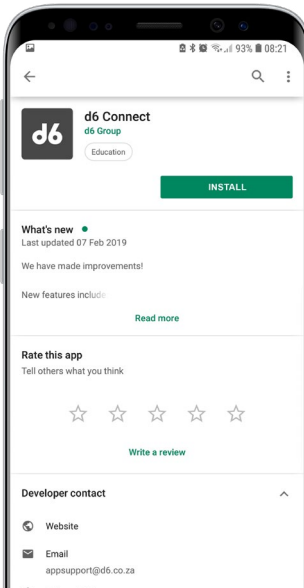 93% 08:21
d6
d6 Connect
d6 Group
Education
INSTALL
What's new
Last updated 07 Feb 2019
We have made improvements!
New features include
Read more
Rate this app
Tell others what you think
Write a review
Developer contact
Website
Email
appsupport@d6.co.za